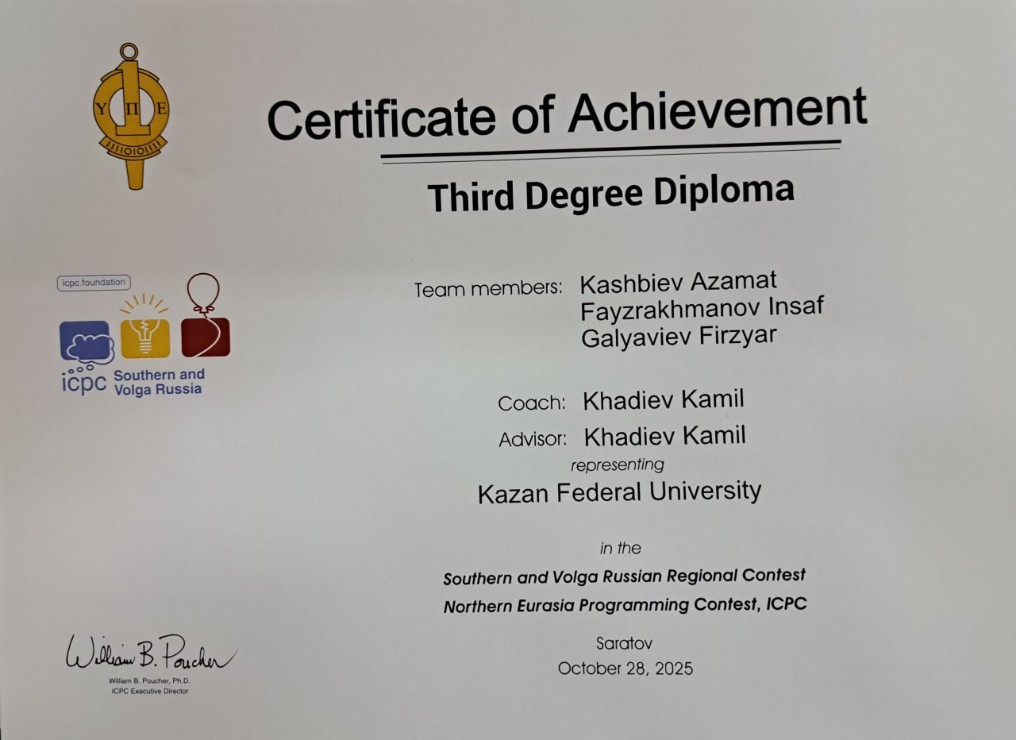 Υ Π Ε
Certificate of Achievement
Third Degree Diploma
icpc.foundation
icpc Southern and
Volga Russia
Team members: Kashbiev Azamat
Fayzrakhmanov Insaf
Galyaviev Firzyar
Coach: Khadiev Kamil
Advisor: Khadiev Kamil
representing
Kazan Federal University
in the
Southern and Volga Russian Regional Contest
Northern Eurasia Programming Contest, ICPC
Saratov
October 28, 2025
William B. Poucher
William B. Poucher, Ph.D.
ICPC Executive Director